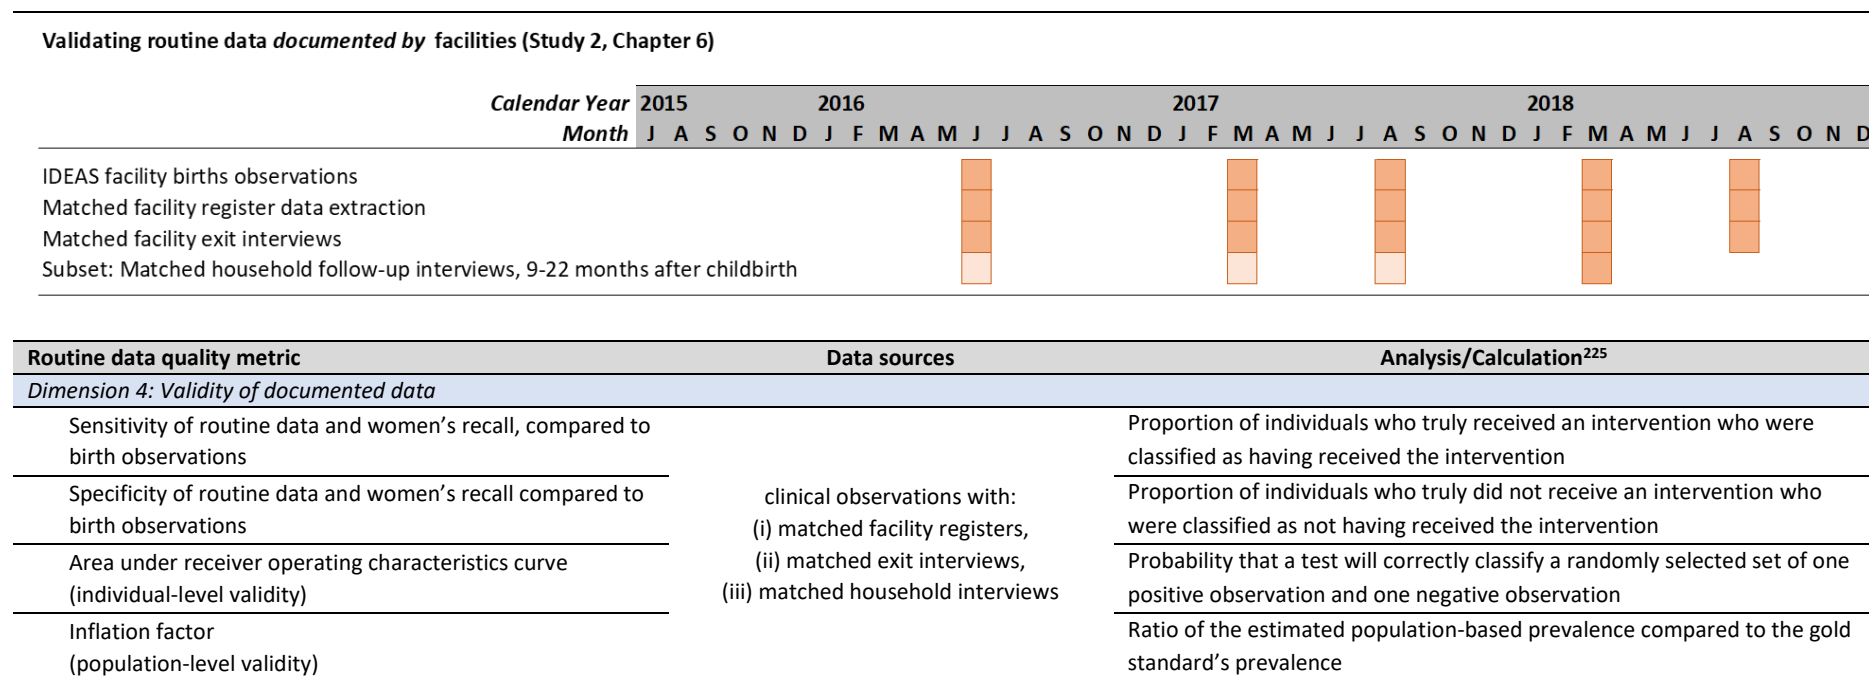 Validating routine data documented by facilities (Study 2, Chapter 6)
Calendar Year 2015 2016 2017 2018
Month J A S O N D J F M A M J J A S O N D J F M A M J J A S O N D J F M A M J J A S O N D
IDEAS facility births observations
Matched facility register data extraction
Matched facility exit interviews
Subset: Matched household follow-up interviews, 9-22 months after childbirth
Routine data quality metric Data sources Analysis/Calculation225
Dimension 4: Validity of documented data
Sensitivity of routine data and women’s recall, compared to
birth observations
Proportion of individuals who truly received an intervention who were
classified as having received the intervention
Specificity of routine data and women’s recall compared to
birth observations
clinical observations with:
(i) matched facility registers,
(ii) matched exit interviews,
(iii) matched household interviews
Proportion of individuals who truly did not receive an intervention who
were classified as not having received the intervention
Area under receiver operating characteristics curve
(individual-level validity)
Probability that a test will correctly classify a randomly selected set of one
positive observation and one negative observation
Inflation factor
(population-level validity)
Ratio of the estimated population-based prevalence compared to the gold
standard’s prevalence